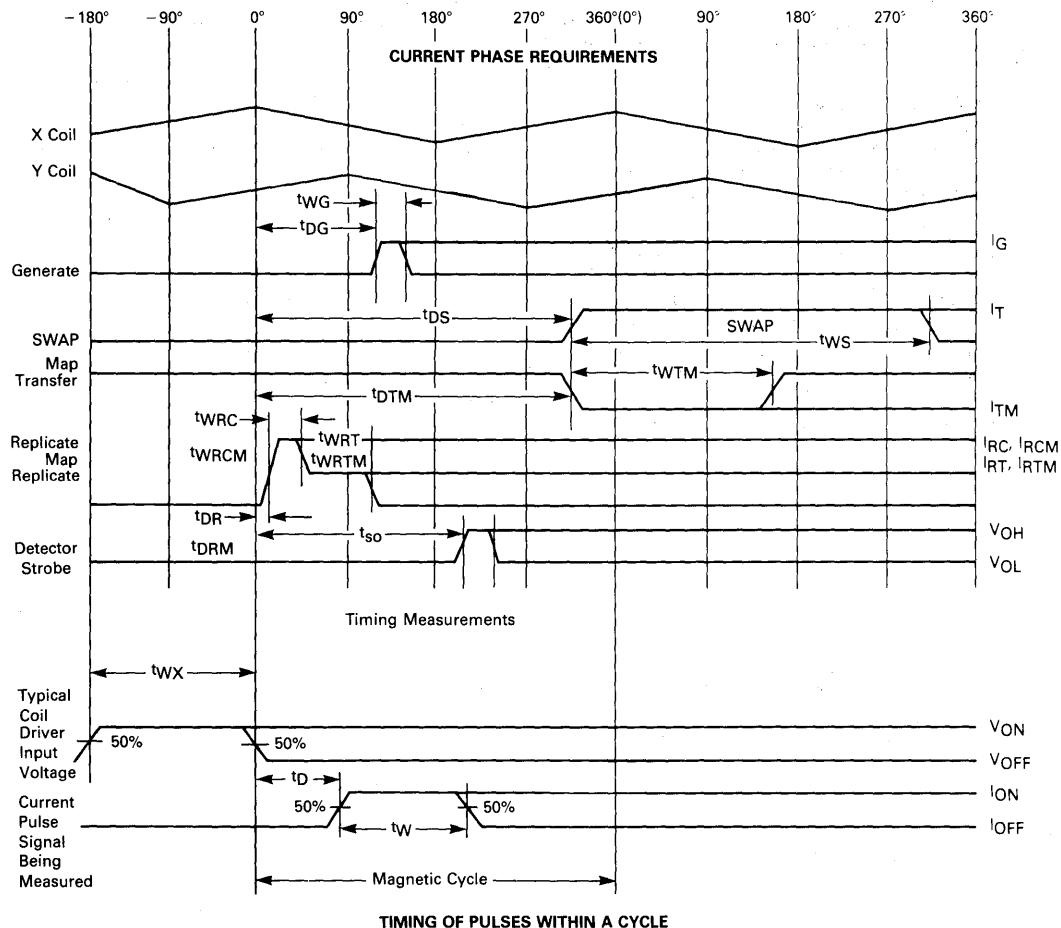 −180° −90° 0° 90° 180° 270° 360°(0°) 90° 180° 270° 360°
CURRENT PHASE REQUIREMENTS
X Coil
Y Coil
tWG
tDG
IG
Generate
tDS
IT
SWAP
SWAP
tWS
Map
Transfer
tWTM
tDTM
ITM
tWRC
Replicate
Map
Replicate
tWRCM
tWRT
tWRTM
IRC, IRCM
IRT, IRTM
tDR
tDRM
tso
VOH
Detector
Strobe
VOL
Timing Measurements
tWX
Typical
Coil
Driver
Input
Voltage
50%
50%
VON
VOFF
tD
Current
Pulse
Signal
Being
Measured
50%
50%
ION
tW
IOFF
Magnetic Cycle
TIMING OF PULSES WITHIN A CYCLE